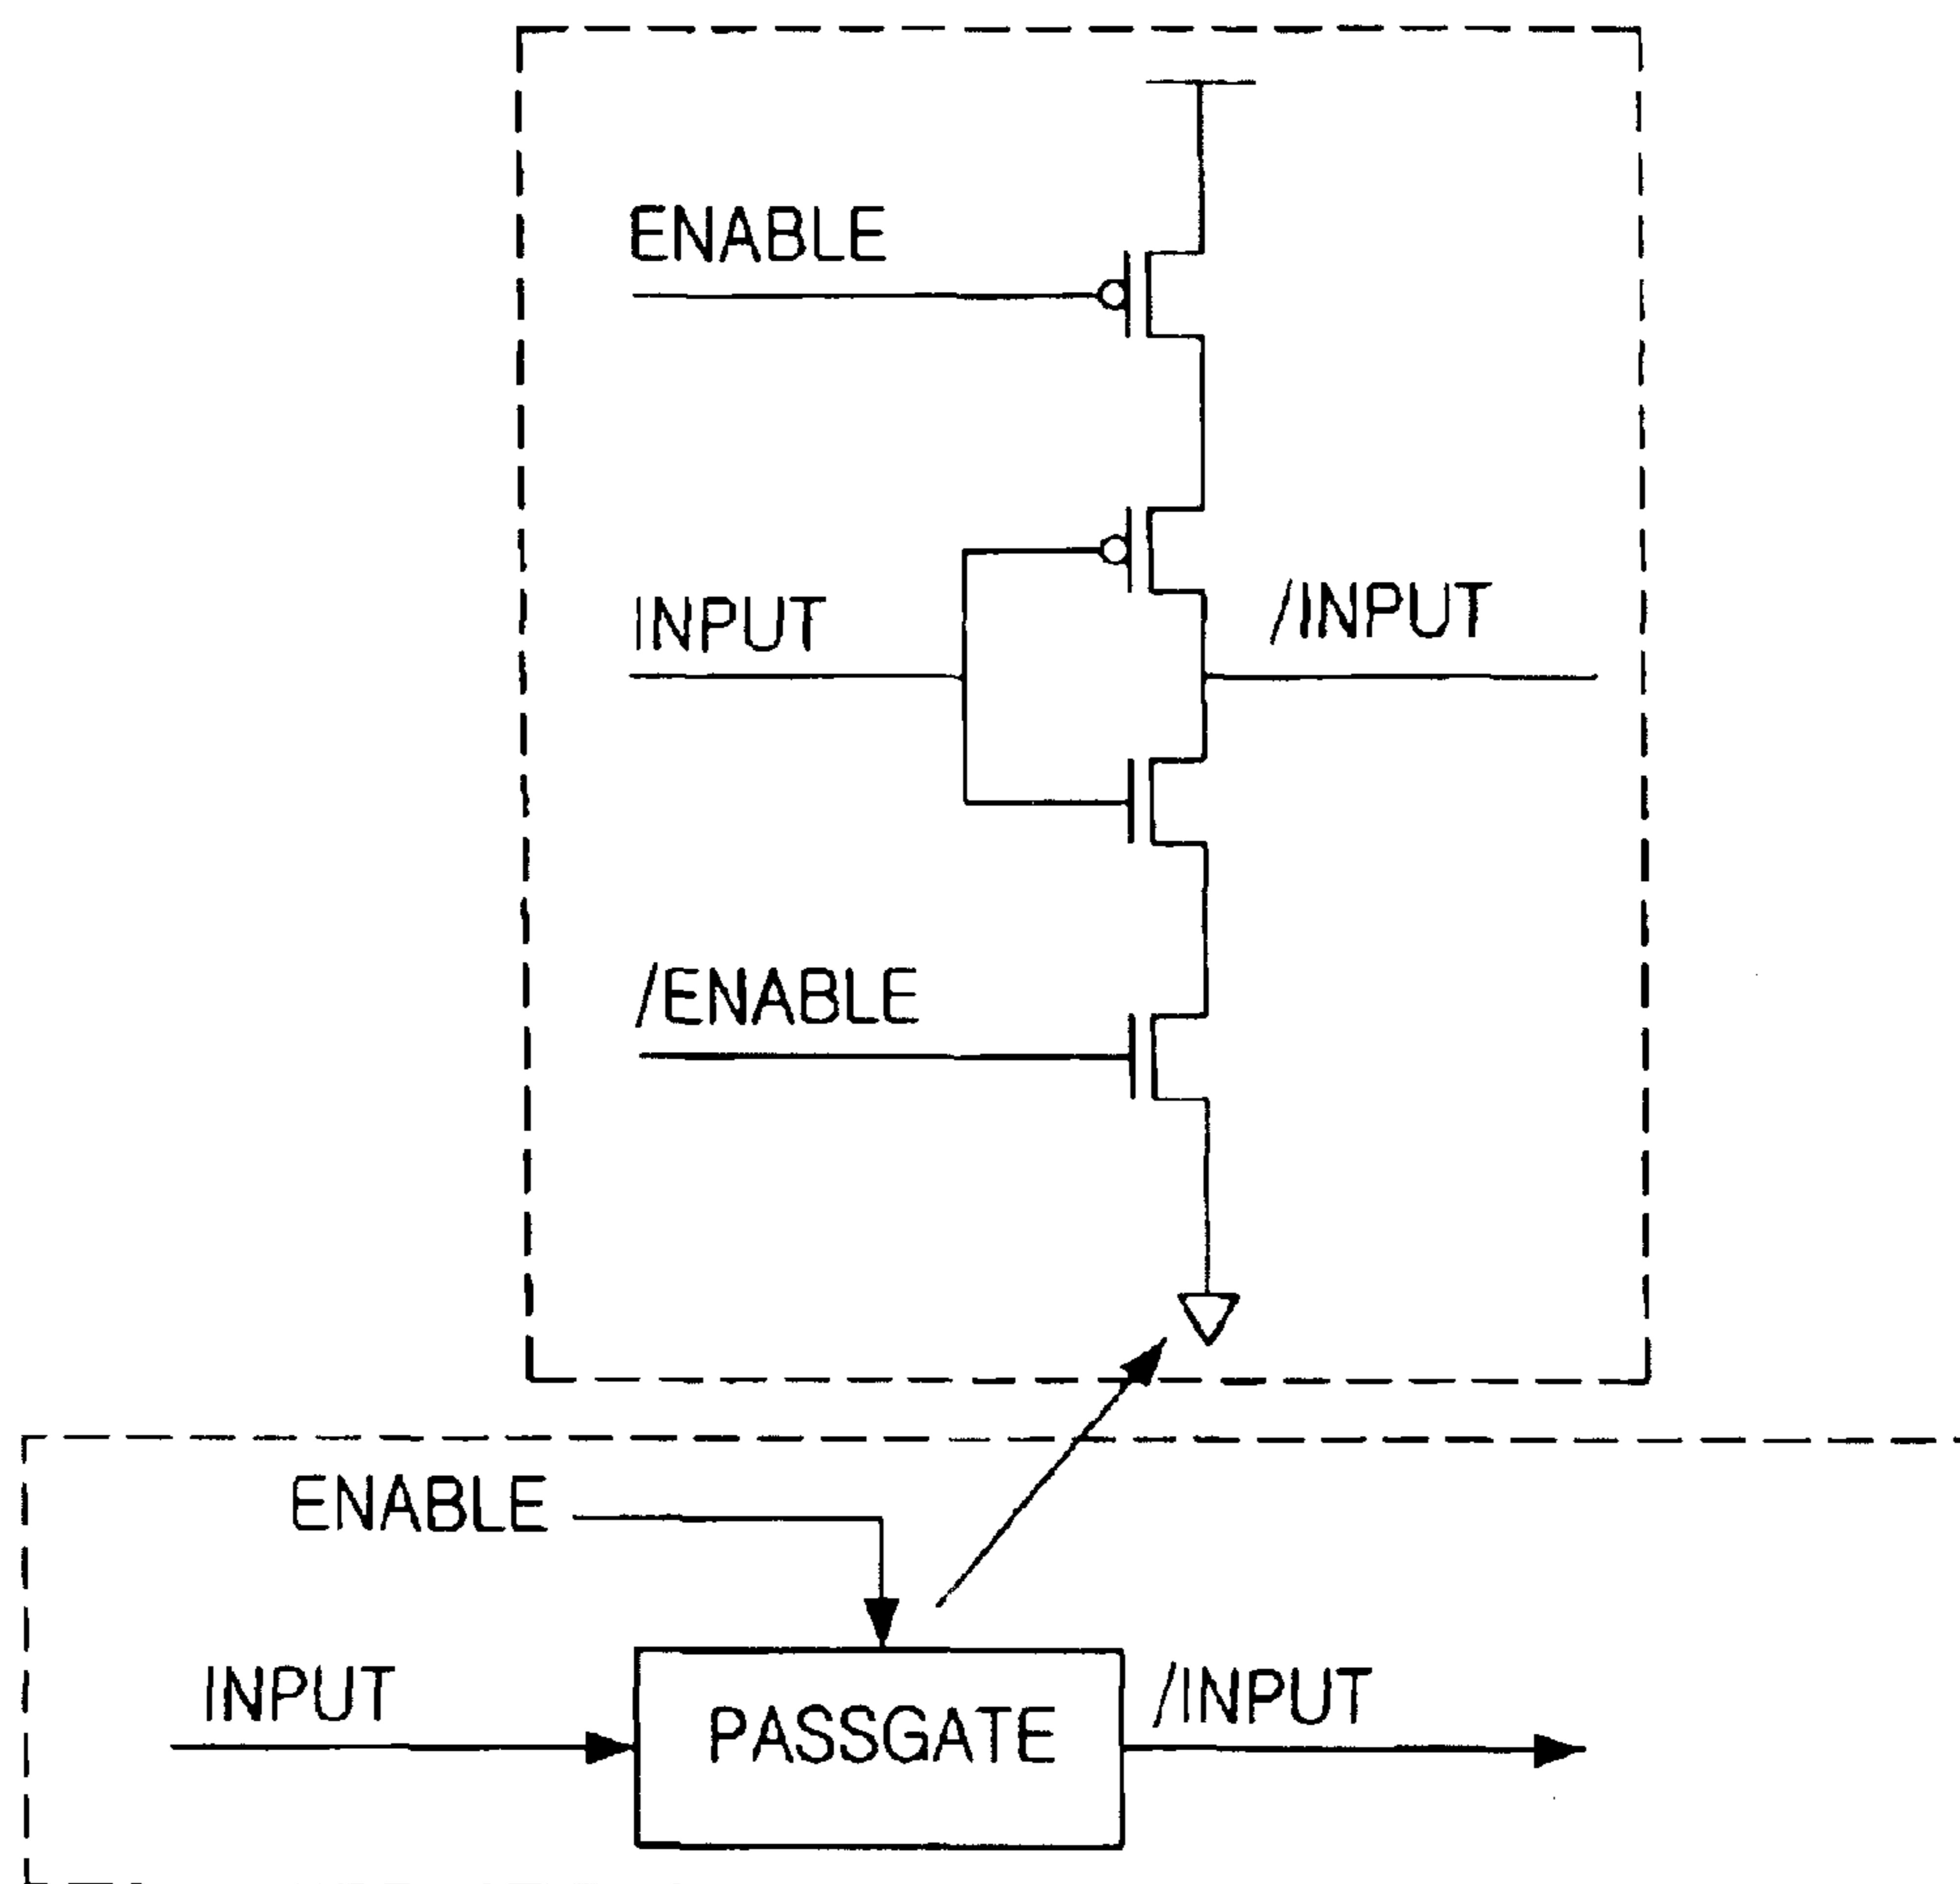 ENABLE
INPUT
/INPUT
/ENABLE
ENABLE
INPUT
PASSGATE
/INPUT